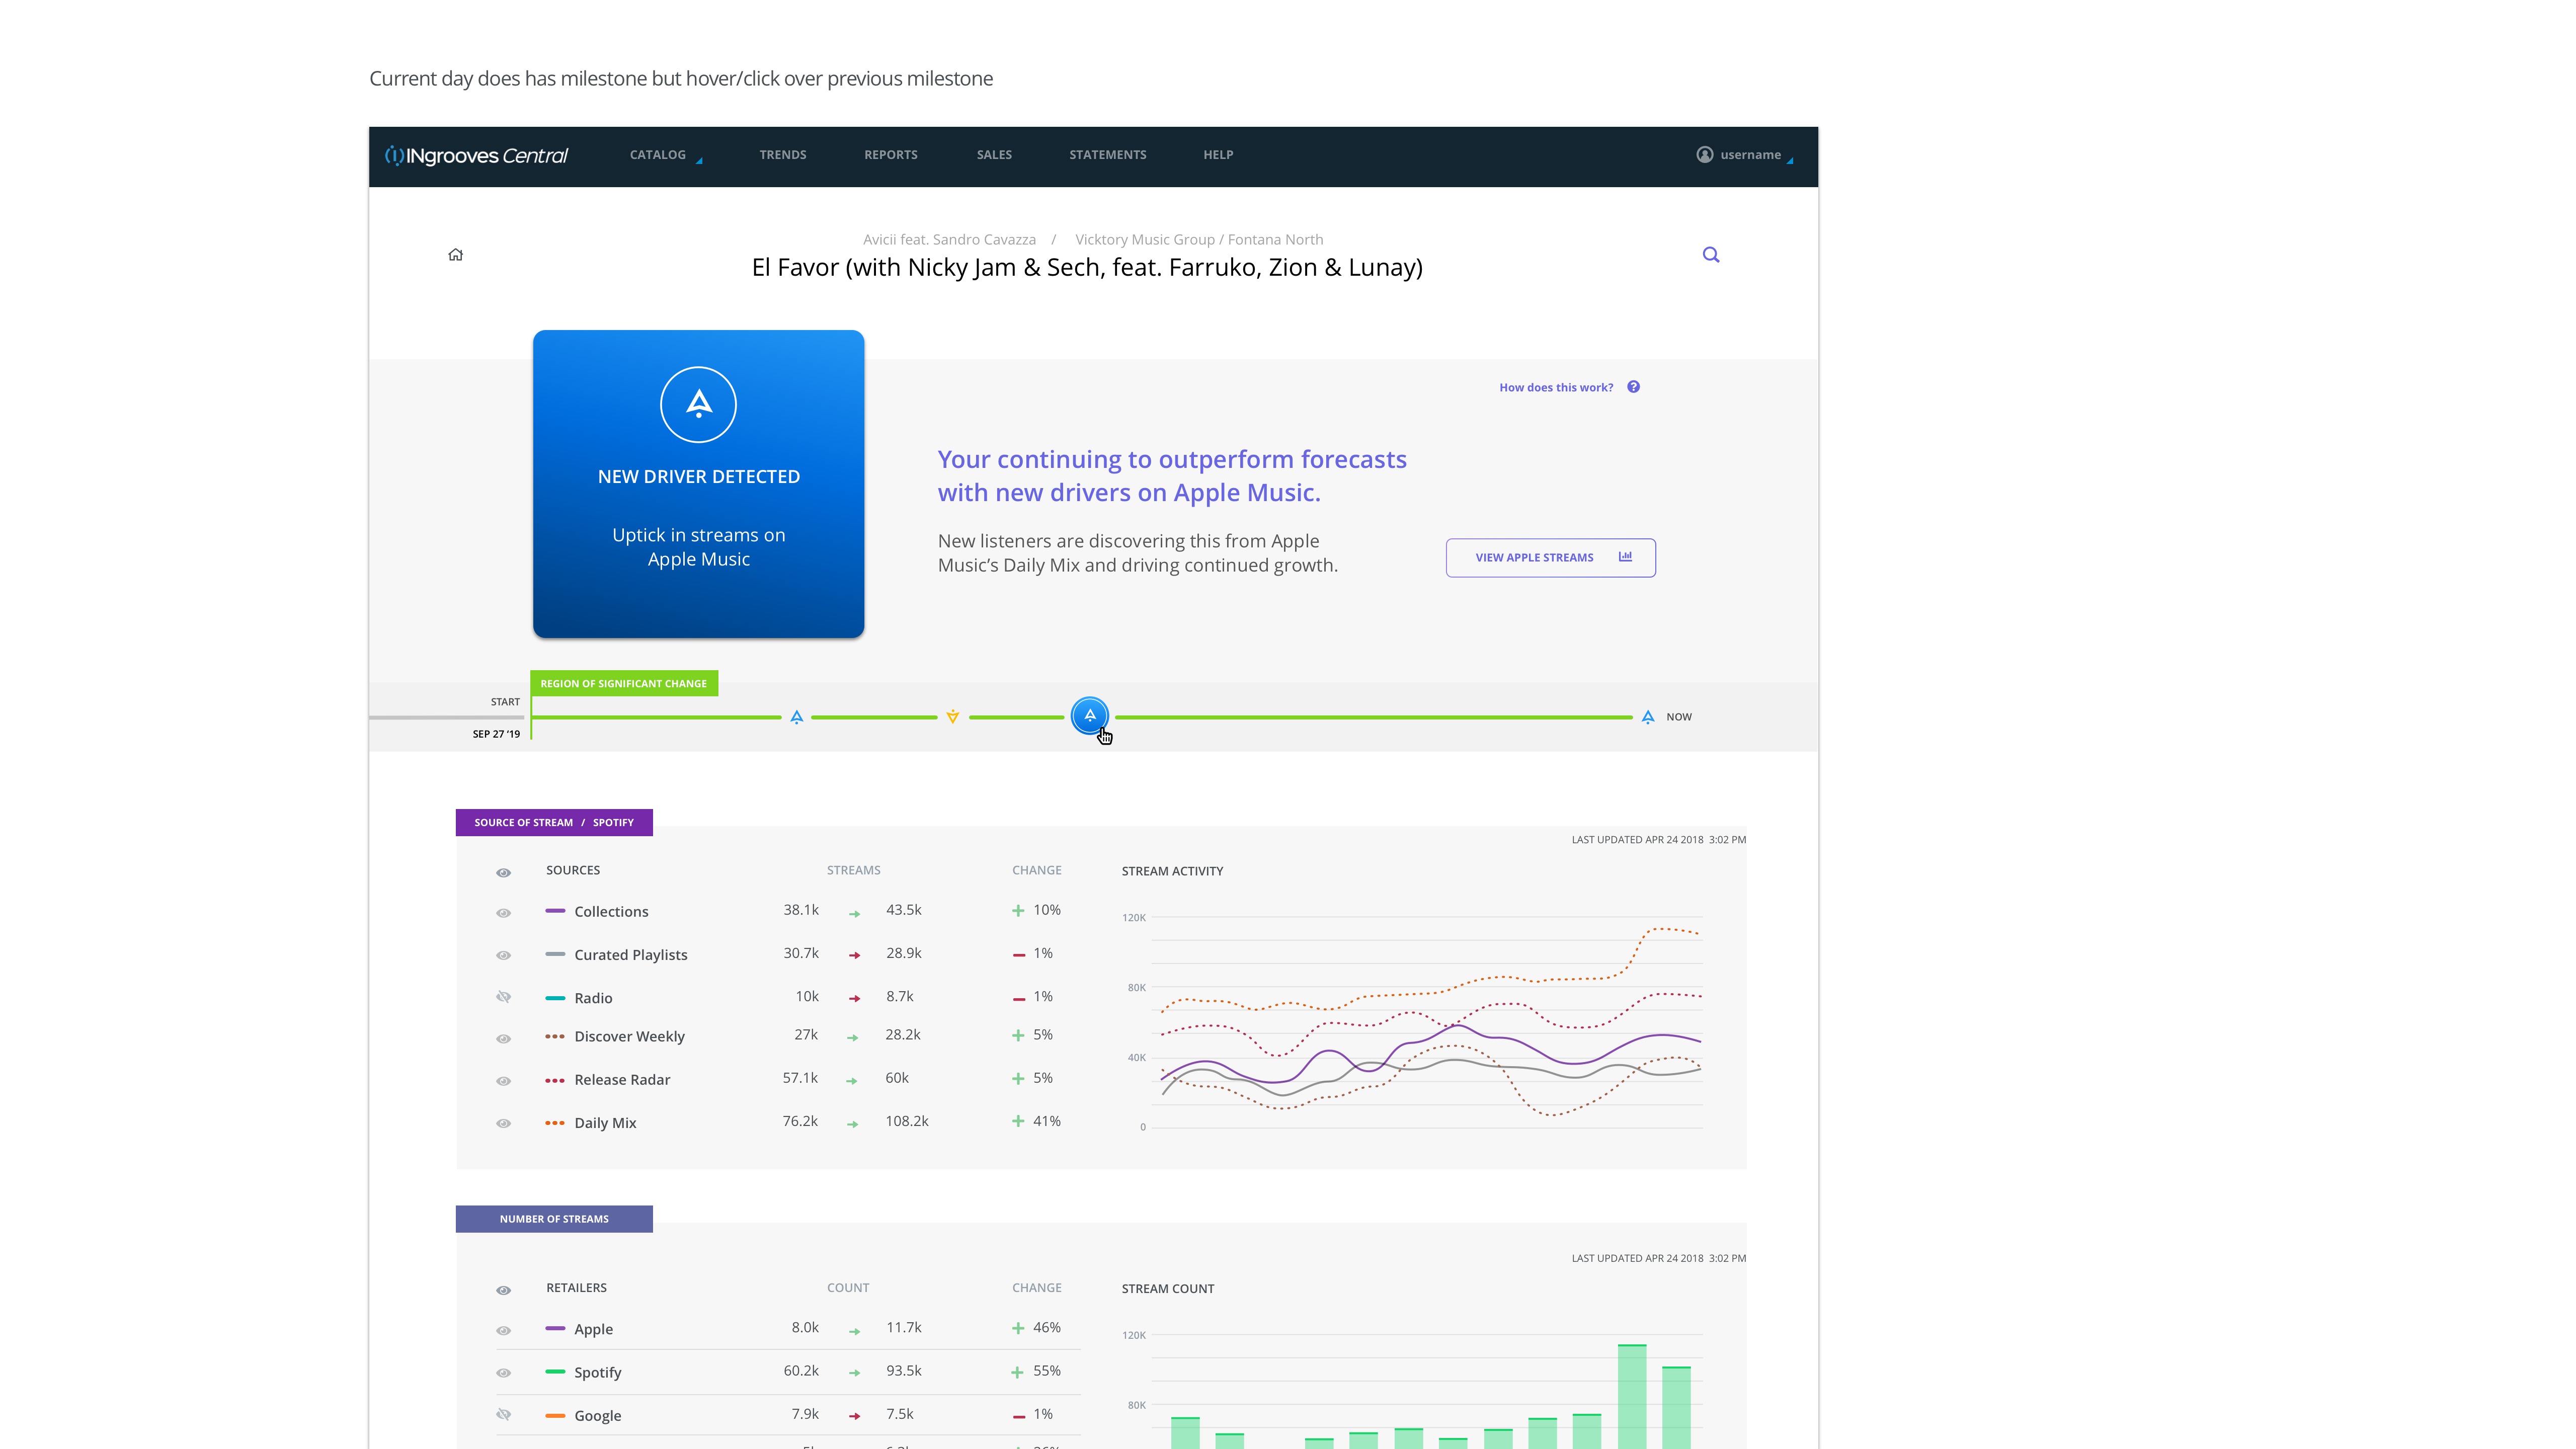 Current day does has milestone but hover/click over previous milestone
INgrooves Central CATALOG TRENDS REPORTS SALES STATEMENTS HELP username
Avicii feat. Sandro Cavazza / Vicktory Music Group / Fontana North
El Favor (with Nicky Jam & Sech, feat. Farruko, Zion & Lunay)
How does this work? ?
NEW DRIVER DETECTED
Uptick in streams on
Apple Music
Your continuing to outperform forecasts
with new drivers on Apple Music.
New listeners are discovering this from Apple
Music’s Daily Mix and driving continued growth.
VIEW APPLE STREAMS
REGION OF SIGNIFICANT CHANGE
START
SEP 27 ‘19
NOW
SOURCE OF STREAM / SPOTIFY
LAST UPDATED APR 24 2018 3:02 PM
SOURCES STREAMS CHANGE
Collections 38.1k 43.5k + 10%
Curated Playlists 30.7k 28.9k − 1%
Radio 10k 8.7k − 1%
Discover Weekly 27k 28.2k + 5%
Release Radar 57.1k 60k + 5%
Daily Mix 76.2k 108.2k + 41%
STREAM ACTIVITY
120K
80K
40K
0
NUMBER OF STREAMS
LAST UPDATED APR 24 2018 3:02 PM
RETAILERS COUNT CHANGE
Apple 8.0k 11.7k + 46%
Spotify 60.2k 93.5k + 55%
Google 7.9k 7.5k − 1%
STREAM COUNT
120K
80K